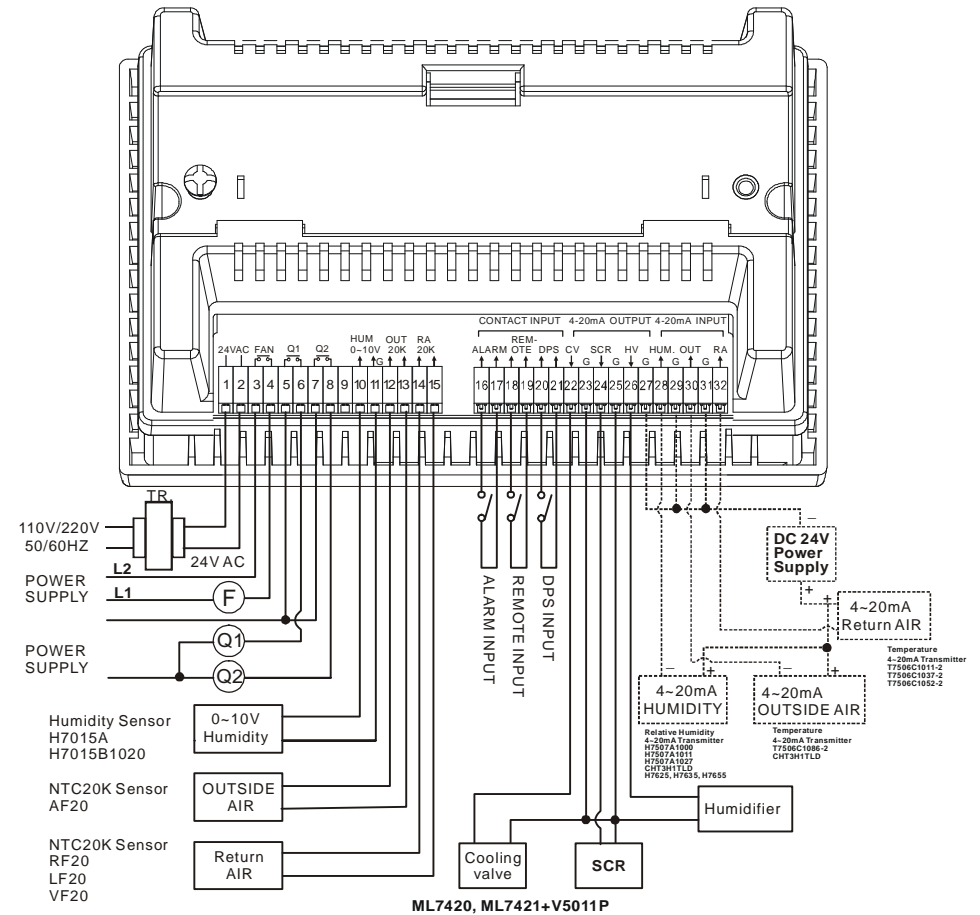 CONTACT INPUT 4-20mA OUTPUT 4-20mA INPUT
24VAC FAN Q1 Q2 HUM 0~10V OUT 20K RA 20K
G
ALARM REM-OTE DPS CV SCR HV HUM. OUT RA
G G G G G
1 2 3 4 5 6 7 8 9 10 11 12 13 14 15
16 17 18 19 20 21 22 23 24 25 26 27 28 29 30 31 32
TR.
110V/220V
50/60HZ
24V AC
L2
POWER
SUPPLY
L1
F
POWER
SUPPLY
Q1
Q2
ALARM INPUT
REMOTE INPUT
DPS INPUT
–
DC 24V
Power
Supply
+ +
4~20mA
Return AIR
Temperature
4~20mA Transmitter
T7506C1011-2
T7506C1037-2
T7506C1052-2
– +
4~20mA
HUMIDITY
Relative Humidity
4~20mA Transmitter
H7507A1000
H7507A1011
H7507A1027
CHT3H1TLD
H7625, H7635, H7655
– +
4~20mA
OUTSIDE AIR
Temperature
4~20mA Transmitter
T7506C1086-2
CHT3H1TLD
Humidity Sensor
H7015A
H7015B1020
0~10V
Humidity
NTC20K Sensor
AF20
OUTSIDE
AIR
NTC20K Sensor
RF20
LF20
VF20
Return
AIR
Cooling
valve
SCR
Humidifier
ML7420, ML7421+V5011P